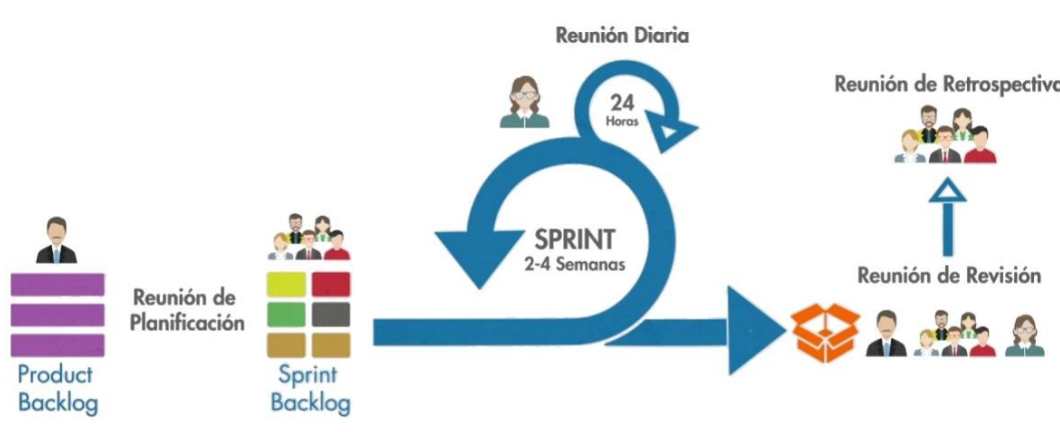 Reunión Diaria
24
Horas
Reunión de Retrospectiva
SPRINT
2-4 Semanas
Reunión de Revisión
Reunión de
Planificación
Product
Backlog
Sprint
Backlog